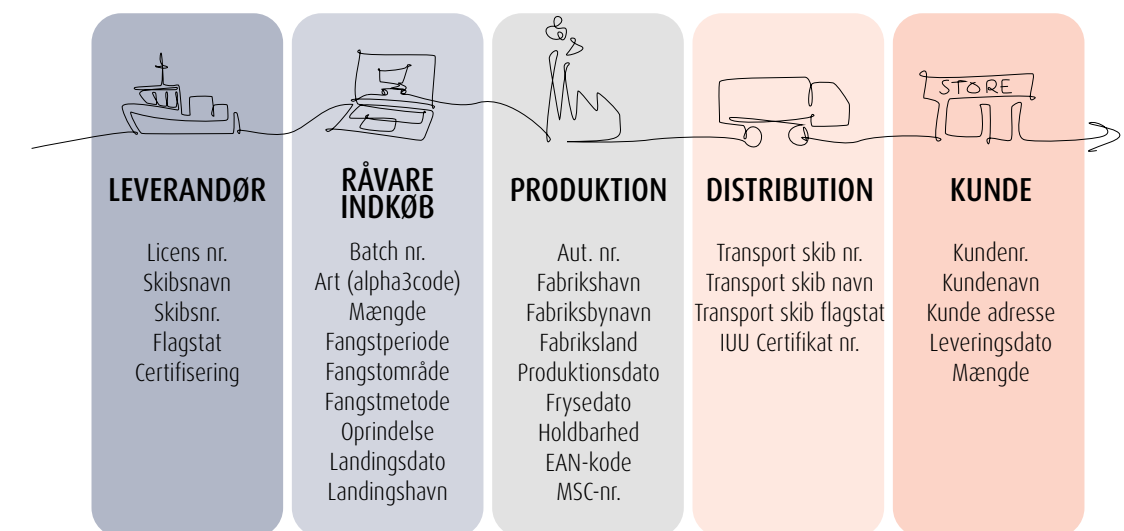 STORE
LEVERANDØR
Licens nr.
Skibsnavn
Skibsnr.
Flagstat
Certifisering
RÅVARE
INDKØB
Batch nr.
Art (alpha3code)
Mængde
Fangstperiode
Fangstområde
Fangstmetode
Oprindelse
Landingsdato
Landingshavn
PRODUKTION
Aut. nr.
Fabrikshavn
Fabriksbynavn
Fabriksland
Produktionsdato
Frysedato
Holdbarhed
EAN-kode
MSC-nr.
DISTRIBUTION
Transport skib nr.
Transport skib navn
Transport skib flagstat
IUU Certifikat nr.
KUNDE
Kundenr.
Kundenavn
Kunde adresse
Leveringsdato
Mængde